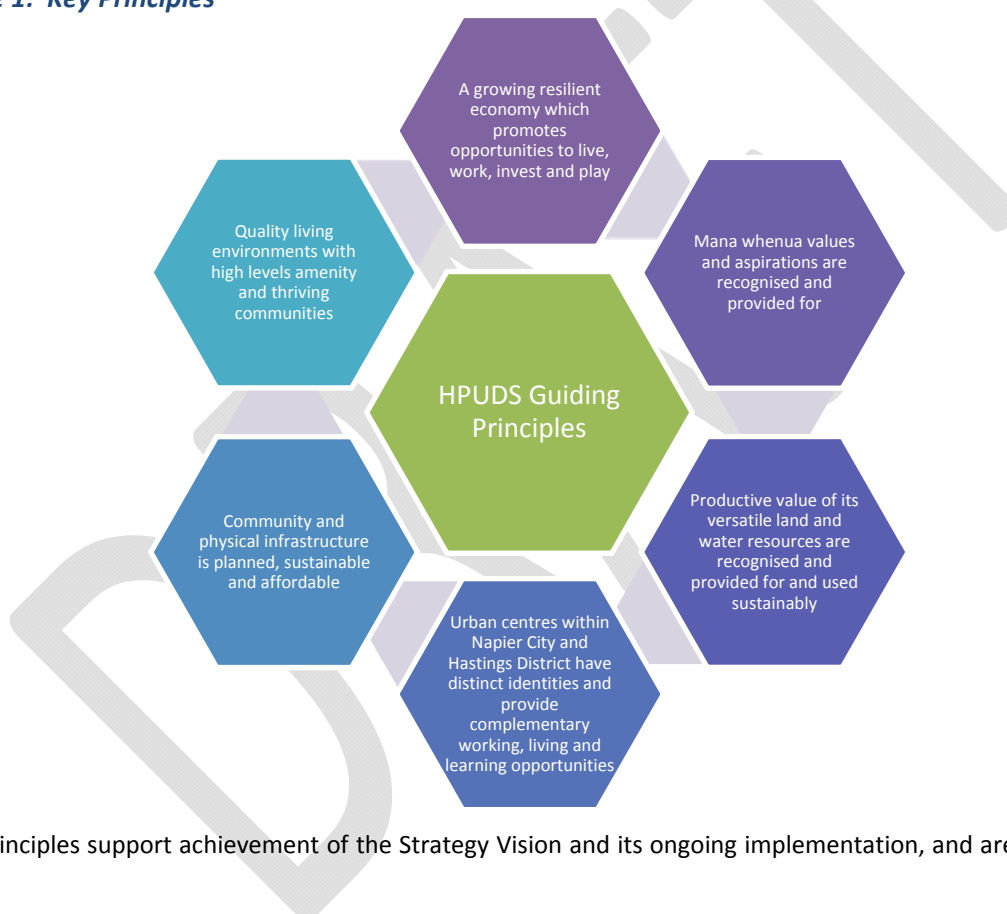 e 1: Key Principles
A growing resilient
economy which
promotes
opportunities to live,
work, invest and play
Mana whenua values
and aspirations are
recognised and
provided for
Productive value of its
versatile land and
water resources are
recognised and
provided for and used
sustainably
Urban centres within
Napier City and
Hastings District have
distinct identities and
provide
complementary
working, living and
learning opportunities
Community and
physical infrastructure
is planned, sustainable
and affordable
Quality living
environments with
high levels amenity
and thriving
communities
HPUDS Guiding
Principles
inciples support achievement of the Strategy Vision and its ongoing implementation, and are